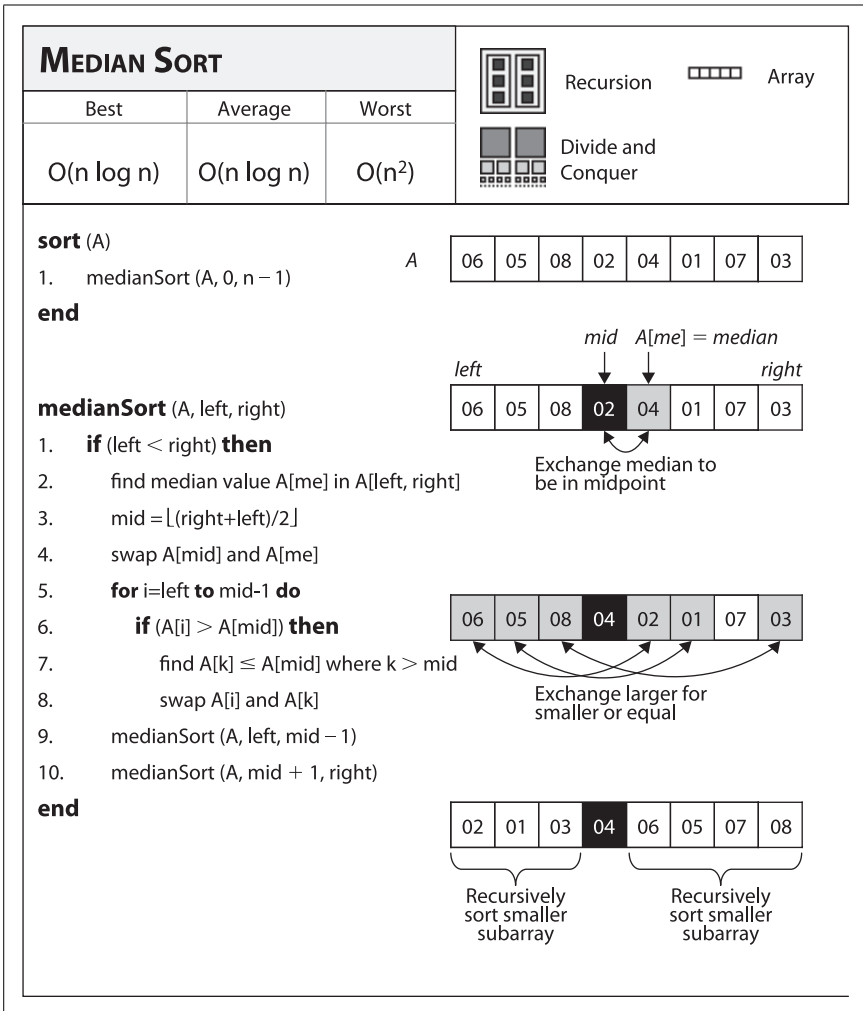 MEDIAN SORT
Best Average Worst
O(n log n) O(n log n) O(n²)
Recursion Array
Divide and
Conquer
sort (A)
1. medianSort (A, 0, n – 1)
end
medianSort (A, left, right)
1. if (left < right) then
2. find median value A[me] in A[left, right]
3. mid = ⌊(right+left)/2⌋
4. swap A[mid] and A[me]
5. for i=left to mid-1 do
6. if (A[i] > A[mid]) then
7. find A[k] ≤ A[mid] where k > mid
8. swap A[i] and A[k]
9. medianSort (A, left, mid – 1)
10. medianSort (A, mid + 1, right)
end
A 06 05 08 02 04 01 07 03
mid A[me] = median
left right
06 05 08 02 04 01 07 03
Exchange median to
be in midpoint
06 05 08 04 02 01 07 03
Exchange larger for
smaller or equal
02 01 03 04 06 05 07 08
Recursively
sort smaller
subarray
Recursively
sort smaller
subarray